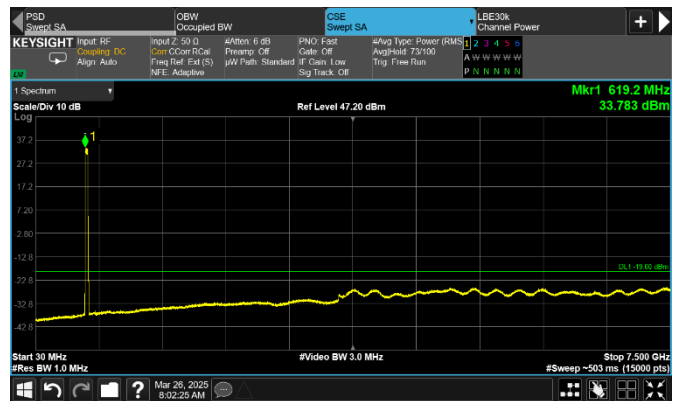 PSD
Swept SA
OBW
Occupied BW
CSE
Swept SA
LBE30k
Channel Power
KEYSIGHT
Input: RF
Coupling: DC
Align: Auto
Input Z: 50 Ω
Corr CCorr RCal
Freq Ref: Ext (S)
NFE: Adaptive
#Atten: 6 dB
Preamp: Off
µW Path: Standard
PNO: Fast
Gate: Off
IF Gain: Low
Sig Track: Off
#Avg Type: Power (RMS)
Avg|Hold: 73/100
Trig: Free Run
1 2 3 4 5 6
A W W W W W
P N N N N N
LM
1 Spectrum
Scale/Div 10 dB
Ref Level 47.20 dBm
Mkr1 619.2 MHz
33.783 dBm
Log
1
37.2
27.2
17.2
7.20
-2.80
-12.8
DL1 -19.00 dBm
-22.8
-32.8
-42.8
Start 30 MHz
#Video BW 3.0 MHz
Stop 7.500 GHz
#Res BW 1.0 MHz
#Sweep ~503 ms (15000 pts)
Mar 26, 2025
8:02:25 AM